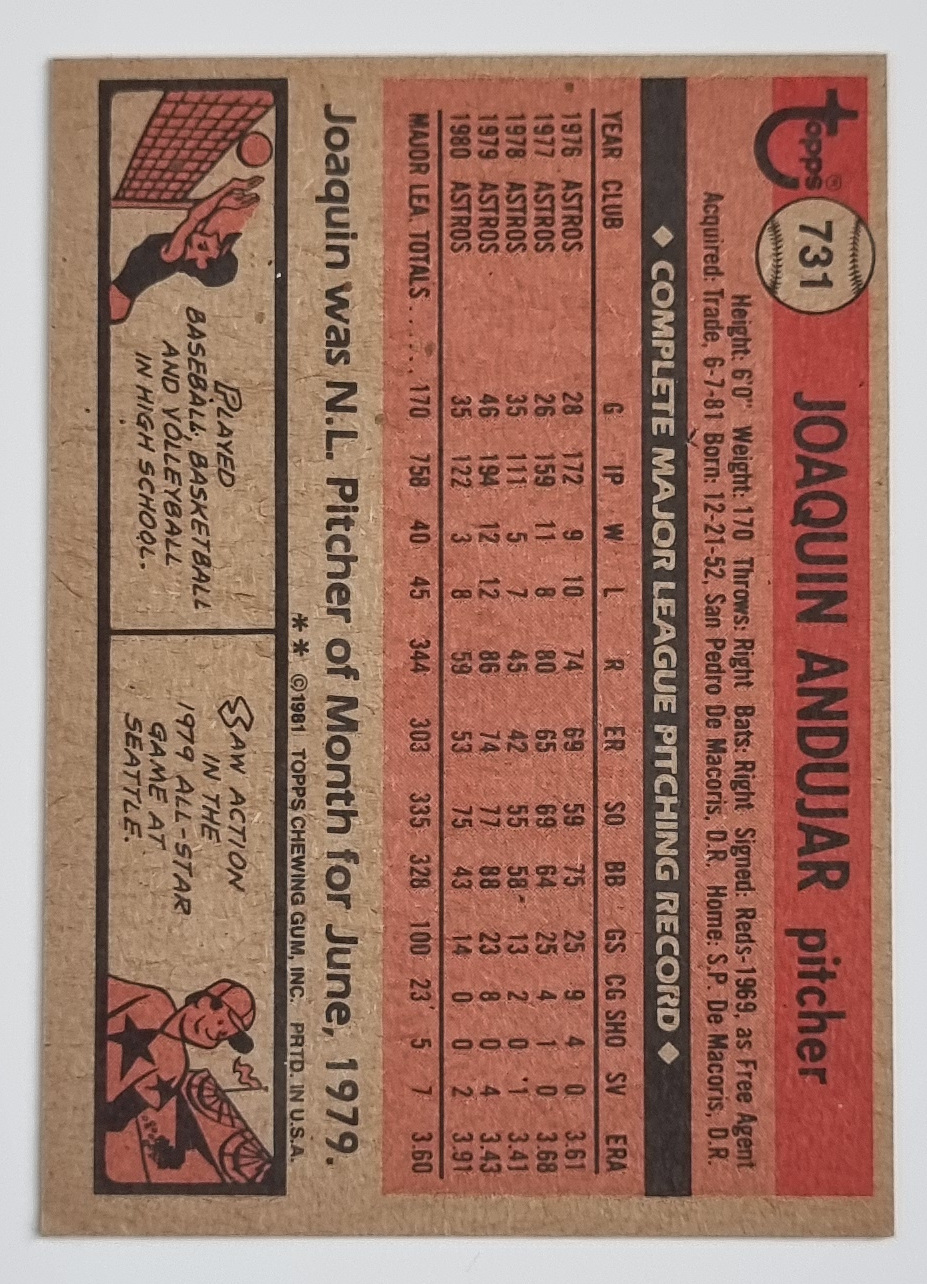 Topps® 731 JOAQUIN ANDUJAR pitcher
Height: 6'0" Weight: 170 Throws: Right Bats: Right Signed: Reds-1969, as Free Agent
Acquired: Trade, 6-7-81 Born: 12-21-52, San Pedro De Macoris, D.R. Home: S.P. De Macoris, D.R.
◆ COMPLETE MAJOR LEAGUE PITCHING RECORD ◆
YEAR CLUB G IP W L R ER SO BB GS CG SHO SV ERA
1976 ASTROS 28 172 9 10 74 69 59 75 25 9 4 0 3.61
1977 ASTROS 26 159 11 8 80 65 69 64 25 4 1 0 3.68
1978 ASTROS 35 111 5 7 45 42 55 58 13 2 0 1 3.41
1979 ASTROS 46 194 12 12 86 74 77 88 23 8 0 4 3.43
1980 ASTROS 35 122 3 8 59 53 75 43 14 0 0 2 3.91
MAJOR LEA. TOTALS...... 170 758 40 45 344 303 335 328 100 23 5 7 3.60
Joaquin was N.L. Pitcher of Month for June, 1979.
** ©1981 TOPPS CHEWING GUM, INC. PRTD. IN U.S.A.
PLAYED
BASEBALL, BASKETBALL
AND VOLLEYBALL
IN HIGH SCHOOL.
SAW ACTION
IN THE
1979 ALL-STAR
GAME AT
SEATTLE.